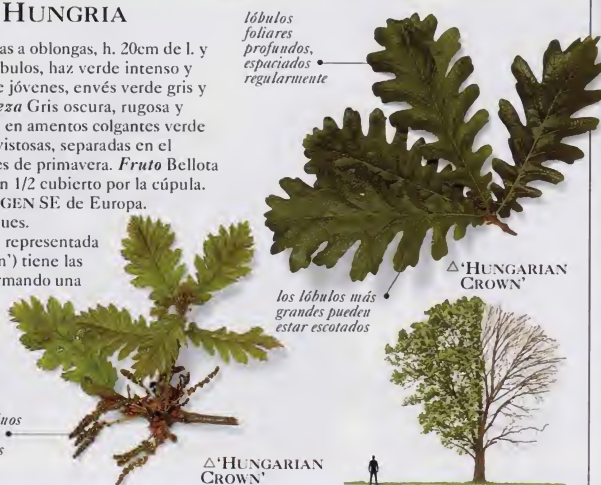 HUNGRIA
as a oblongas, h. 20cm de l. y
bulos, haz verde intenso y
e jóvenes, envés verde gris y
eza Gris oscura, rugosa y
en amentos colgantes verde
vistosas, separadas en el
es de primavera. Fruto Bellota
n 1/2 cubierto por la cúpula.
GEN SE de Europa.
ues.
representada
n') tiene las
rmando una
lóbulos
foliares
profundos,
espaciados
regularmente
△'HUNGARIAN
CROWN'
los lóbulos más
grandes pueden
estar escotados
uos
s
△'HUNGARIAN
CROWN'